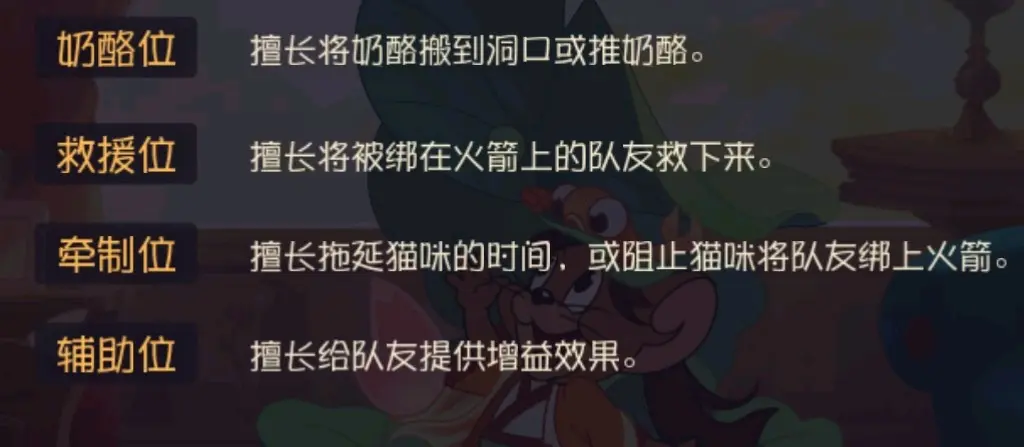 奶酪位 擅长将奶酪搬到洞口或推奶酪。
救援位 擅长将被绑在火箭上的队友救下来。
牵制位 擅长拖延猫咪的时间，或阻止猫咪将队友绑上火箭。
辅助位 擅长给队友提供增益效果。